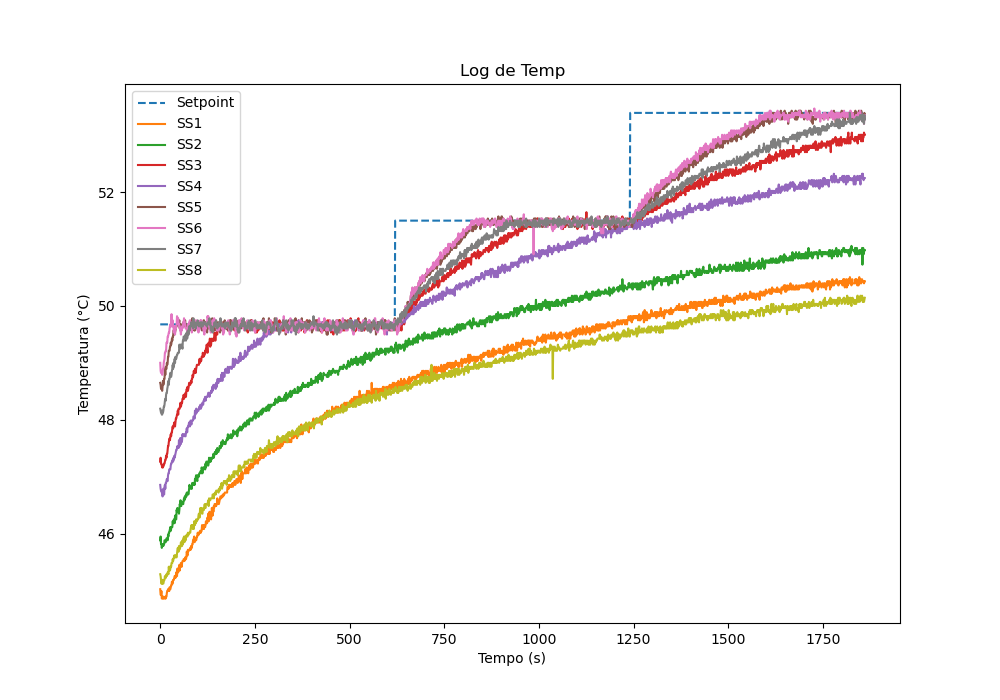 Log de Temp
Setpoint
SS1
SS2
SS3
SS4
SS5
SS6
SS7
SS8
52
50
48
46
Temperatura (°C)
0 250 500 750 1000 1250 1500 1750
Tempo (s)